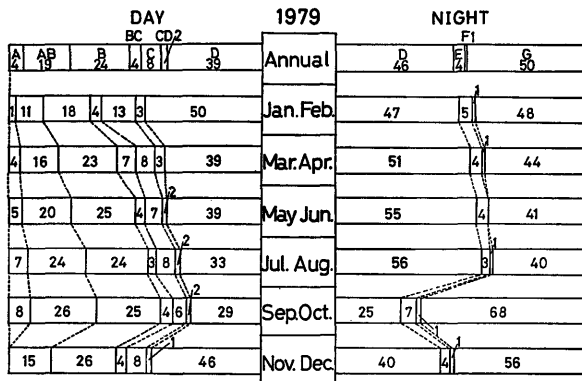 DAY 1979 NIGHT
BC CD 2 F1
A AB B C D D E G
4 19 24 4 8 39 Annual 46 4 50
1 11 18 4 13 3 50 Jan.Feb. 47 5 1 48
4 16 23 7 8 3 39 Mar.Apr. 51 4 1 44
5 20 25 4 7 2 39 May Jun. 55 4 41
7 24 24 3 8 2 33 Jul. Aug. 56 3 1 40
8 26 25 4 6 2 29 Sep.Oct. 25 7 1 68
15 26 4 8 1 46 Nov. Dec. 40 4 1 56